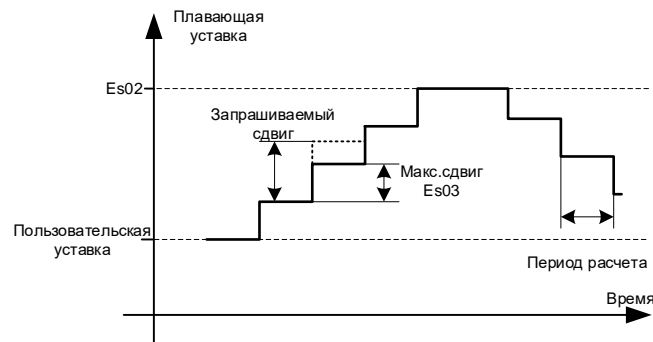 Плавающая
уставка
Es02
Запрашиваемый
сдвиг
Макс.сдвиг
Es03
Пользовательская
уставка
Период расчета
Время